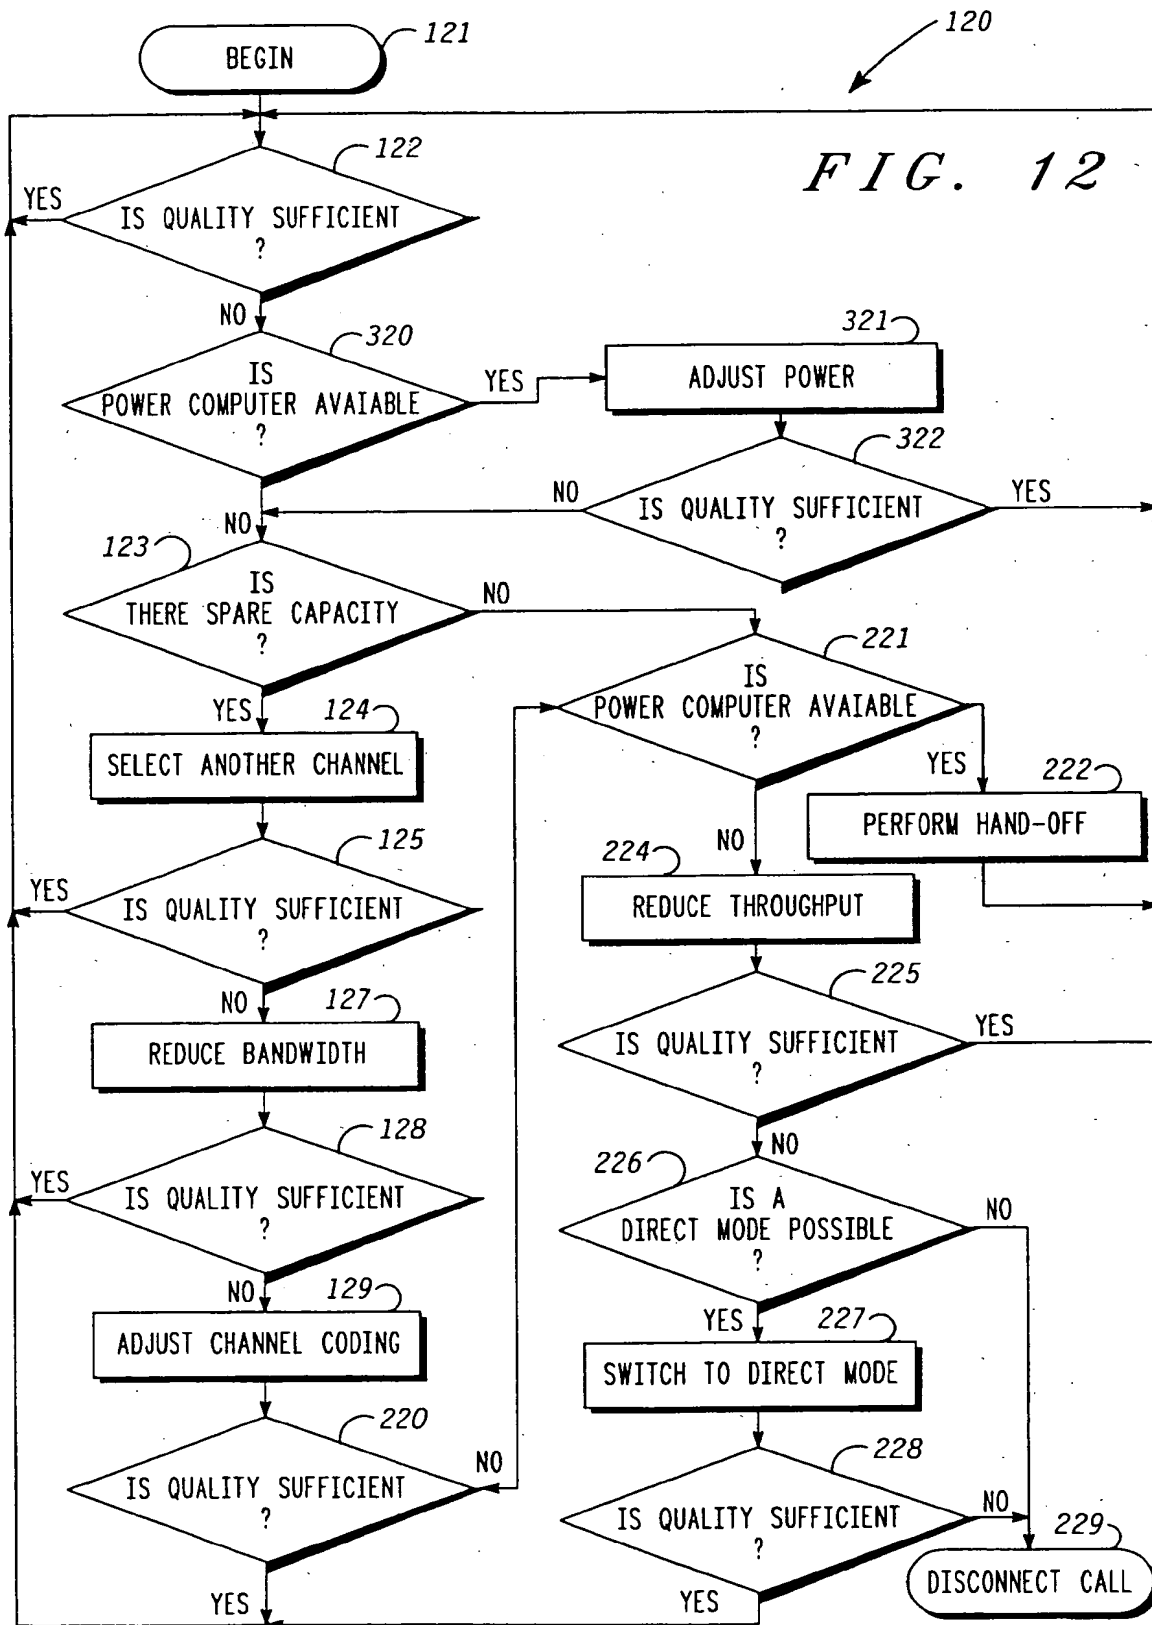 120
BEGIN
121
FIG. 12
122
YES
IS QUALITY SUFFICIENT
?
NO
320
IS
POWER COMPUTER AVAIABLE
?
YES
321
ADJUST POWER
322
NO
IS QUALITY SUFFICIENT
?
YES
NO
123
IS
THERE SPARE CAPACITY
?
NO
221
IS
POWER COMPUTER AVAIABLE
?
YES
124
SELECT ANOTHER CHANNEL
YES
222
PERFORM HAND-OFF
NO
224
REDUCE THROUGHPUT
125
YES
IS QUALITY SUFFICIENT
?
NO
127
REDUCE BANDWIDTH
225
IS QUALITY SUFFICIENT
?
YES
NO
128
YES
IS QUALITY SUFFICIENT
?
226
IS A
DIRECT MODE POSSIBLE
?
NO
NO
129
ADJUST CHANNEL CODING
YES
227
SWITCH TO DIRECT MODE
220
IS QUALITY SUFFICIENT
?
NO
228
IS QUALITY SUFFICIENT
?
NO
229
DISCONNECT CALL
YES
YES